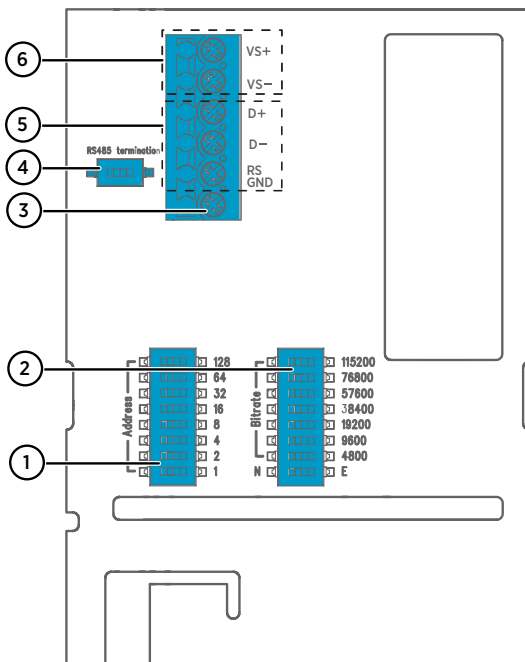 6
VS+
VS−
5
D+
D−
RS485 termination
4
RS
GND
3
2
Address
128
64
32
16
8
4
2
1
Bitrate
115200
76800
57600
38400
19200
9600
4800
N
E
1